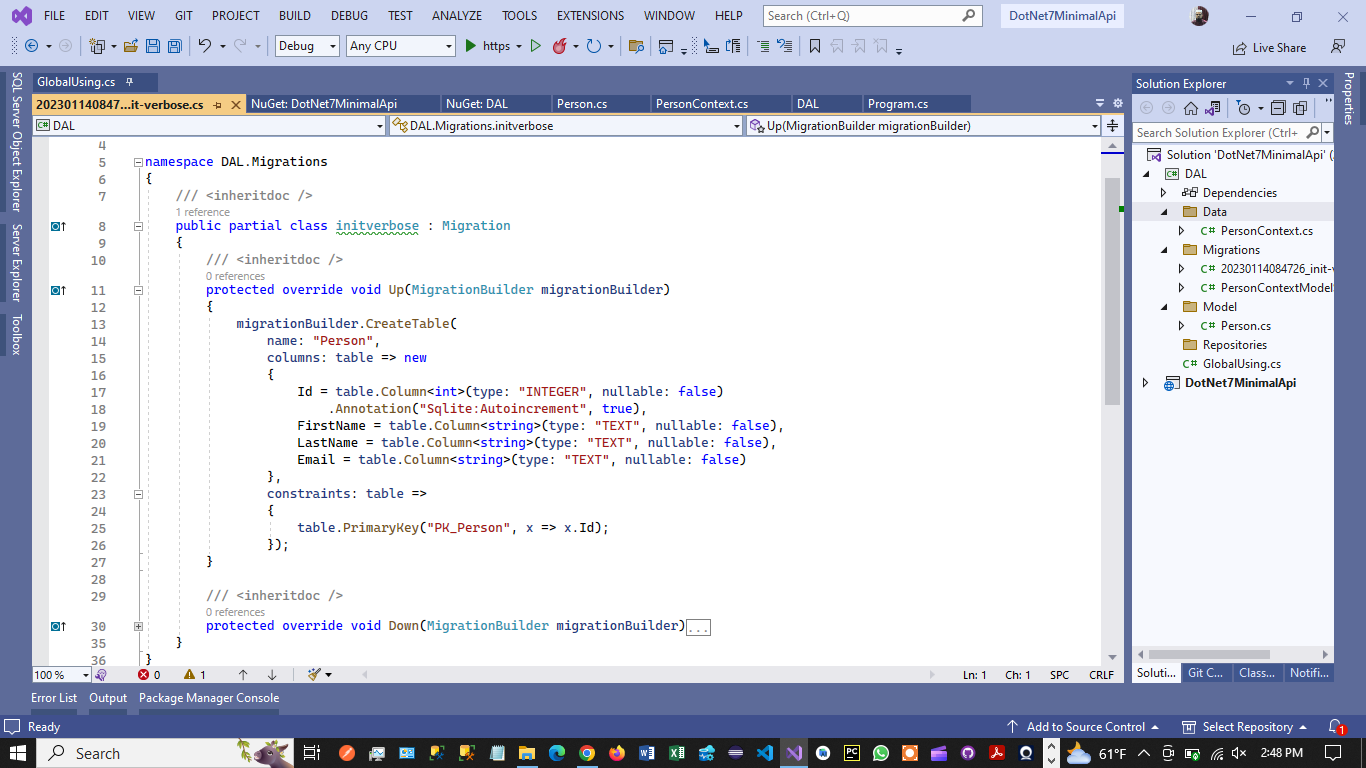 FILE EDIT VIEW GIT PROJECT BUILD DEBUG TEST ANALYZE TOOLS EXTENSIONS WINDOW HELP Search (Ctrl+Q) DotNet7MinimalApi
Debug Any CPU https Live Share
GlobalUsing.cs
202301140847...it-verbose.cs NuGet: DotNet7MinimalApi NuGet: DAL Person.cs PersonContext.cs DAL Program.cs
DAL DAL.Migrations.initverbose Up(MigrationBuilder migrationBuilder)
SQL Server Object Explorer
Server Explorer
Toolbox
4
5 namespace DAL.Migrations
6 {
7 /// <inheritdoc />
1 reference
8 public partial class initverbose : Migration
9 {
10 /// <inheritdoc />
0 references
11 protected override void Up(MigrationBuilder migrationBuilder)
12 {
13 migrationBuilder.CreateTable(
14 name: "Person",
15 columns: table => new
16 {
17 Id = table.Column<int>(type: "INTEGER", nullable: false)
18 .Annotation("Sqlite:Autoincrement", true),
19 FirstName = table.Column<string>(type: "TEXT", nullable: false),
20 LastName = table.Column<string>(type: "TEXT", nullable: false),
21 Email = table.Column<string>(type: "TEXT", nullable: false)
22 },
23 constraints: table =>
24 {
25 table.PrimaryKey("PK_Person", x => x.Id);
26 });
27 }
28
29 /// <inheritdoc />
0 references
30 protected override void Down(MigrationBuilder migrationBuilder)...
35 }
36 }
100 % 0 1 Ln: 1 Ch: 1 SPC CRLF
Solution Explorer
Search Solution Explorer (Ctrl+
Solution 'DotNet7MinimalApi' (
DAL
Dependencies
Data
PersonContext.cs
Migrations
20230114084726_init-v
PersonContextModel
Model
Person.cs
Repositories
GlobalUsing.cs
DotNet7MinimalApi
Soluti... Git C... Class... Notifi...
Properties
Error List Output Package Manager Console
Ready Add to Source Control Select Repository 1
Search 61°F 2:48 PM